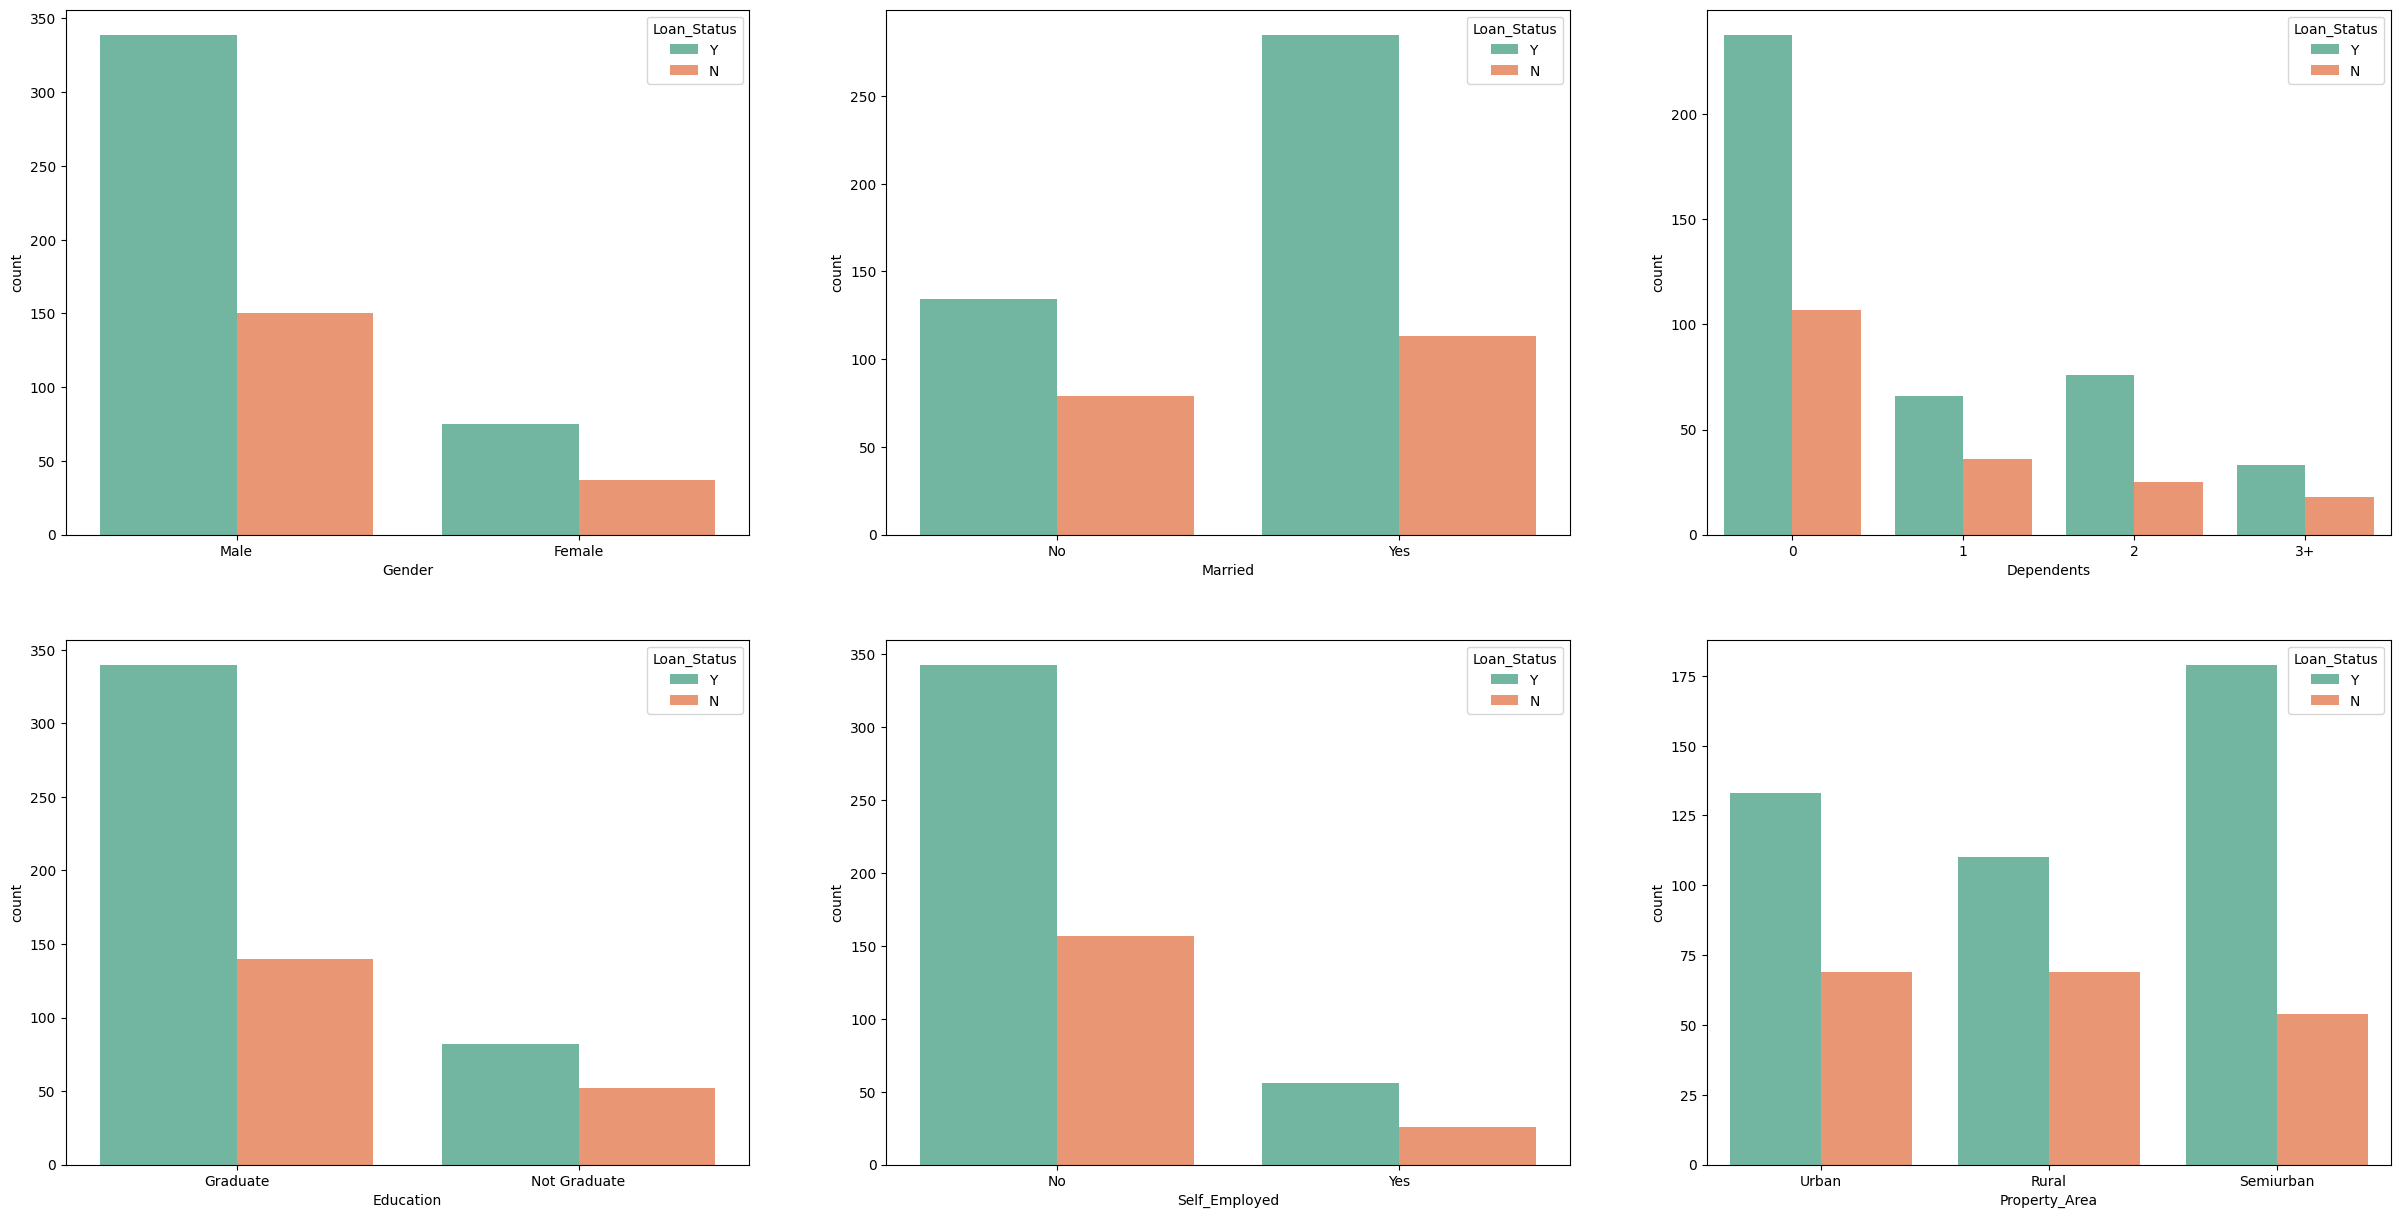 Loan_Status
Y
N
350
300
250
200
150
100
50
0
count
Male
Female
Gender
Loan_Status
Y
N
250
200
150
100
50
0
count
No
Yes
Married
Loan_Status
Y
N
200
150
100
50
0
count
0
1
2
3+
Dependents
Loan_Status
Y
N
350
300
250
200
150
100
50
0
count
Graduate
Not Graduate
Education
Loan_Status
Y
N
350
300
250
200
150
100
50
0
count
No
Yes
Self_Employed
Loan_Status
Y
N
175
150
125
100
75
50
25
0
count
Urban
Rural
Semiurban
Property_Area